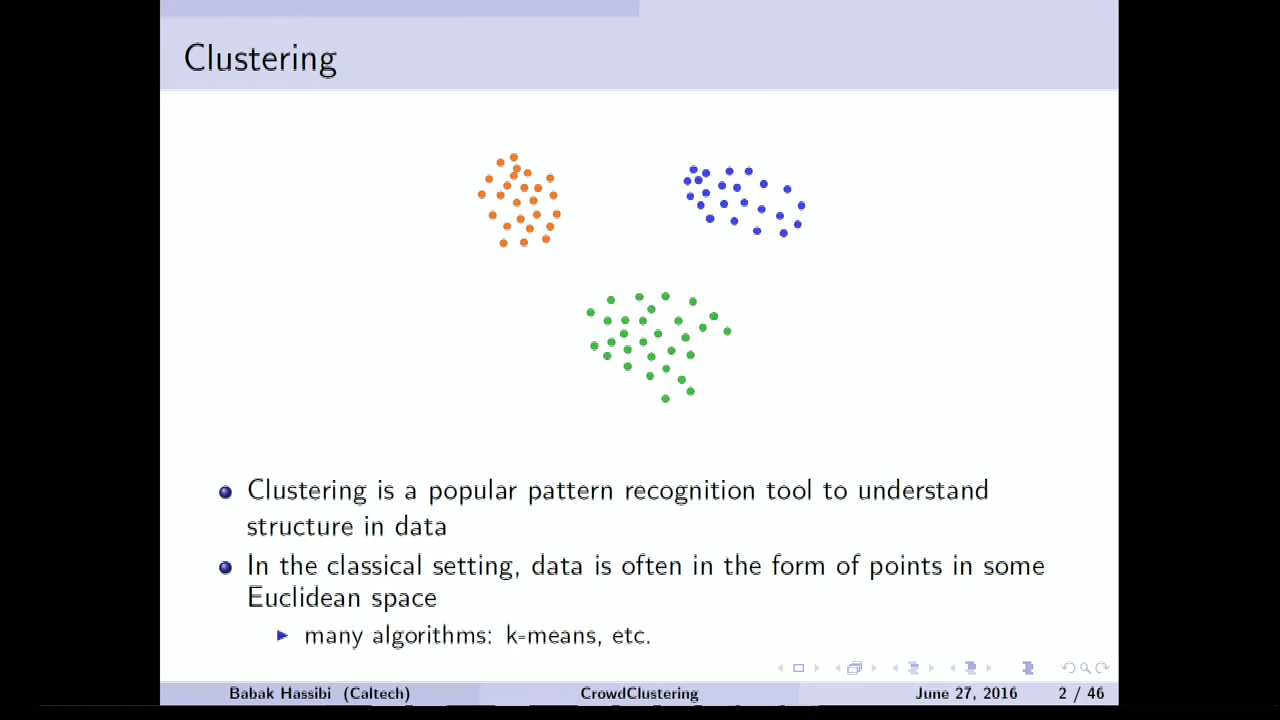 Clustering
Clustering is a popular pattern recognition tool to understand
structure in data
In the classical setting, data is often in the form of points in some
Euclidean space
many algorithms: k-means, etc.
Babak Hassibi (Caltech) CrowdClustering June 27, 2016 2 / 46